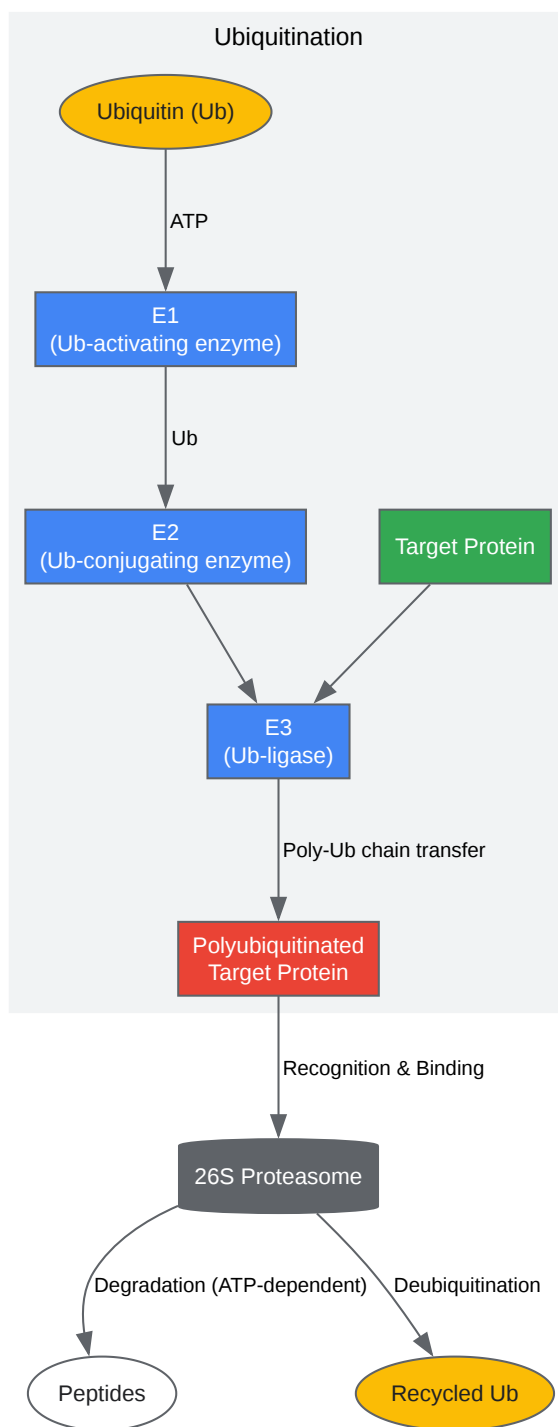 Ubiquitination
Ubiquitin (Ub)
ATP
E1
(Ub-activating enzyme)
Ub
E2
(Ub-conjugating enzyme)
Target Protein
E3
(Ub-ligase)
Poly-Ub chain transfer
Polyubiquitinated
Target Protein
Recognition & Binding
26S Proteasome
Degradation (ATP-dependent)
Deubiquitination
Peptides
Recycled Ub